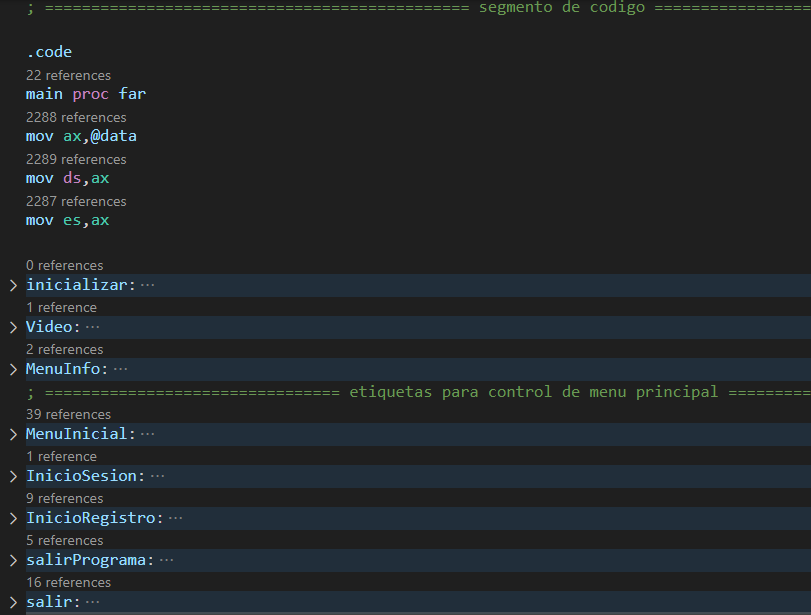 ; ============================================== segmento de codigo =================
.code
22 references
main proc far
2288 references
mov ax,@data
2289 references
mov ds,ax
2287 references
mov es,ax
0 references
inicializar: ···
1 reference
Video: ···
2 references
MenuInfo: ···
; ================================ etiquetas para control de menu principal =========
39 references
MenuInicial: ···
1 reference
InicioSesion: ···
9 references
InicioRegistro: ···
5 references
salirPrograma: ···
16 references
salir: ···